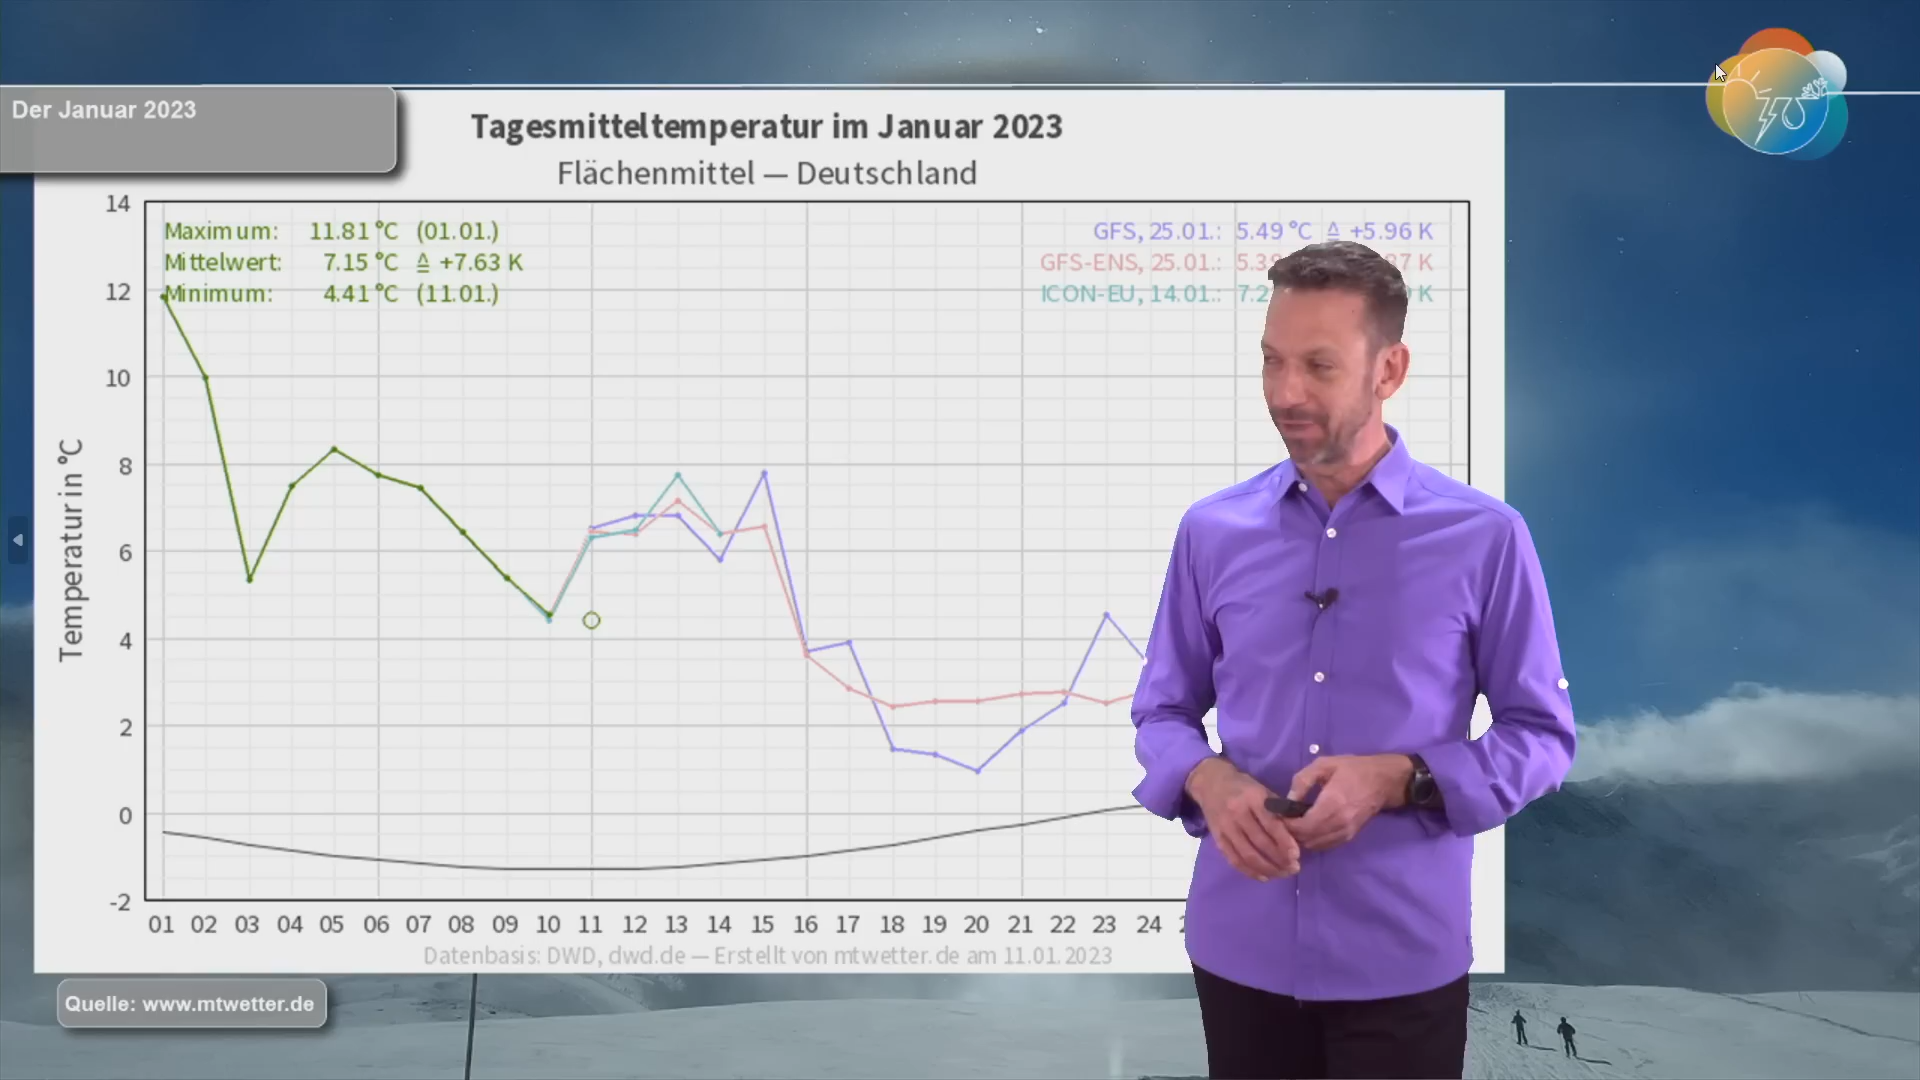 Der Januar 2023
Tagesmitteltemperatur im Januar 2023
Flächenmittel — Deutschland
Maximum: 11.81 °C (01.01.)
Mittelwert: 7.15 °C ≙ +7.63 K
Minimum: 4.41 °C (11.01.)
GFS, 25.01.: 5.49 °C ≙ +5.96 K
GFS-ENS, 25.01.: K
ICON-EU, 14.01.: K
Temperatur in °C
14
12
10
8
6
4
2
0
-2
01 02 03 04 05 06 07 08 09 10 11 12 13 14 15 16 17 18 19 20 21 22 23 24
Datenbasis: DWD, dwd.de — Erstellt von mtwetter.de am 11.01.2023
Quelle: www.mtwetter.de